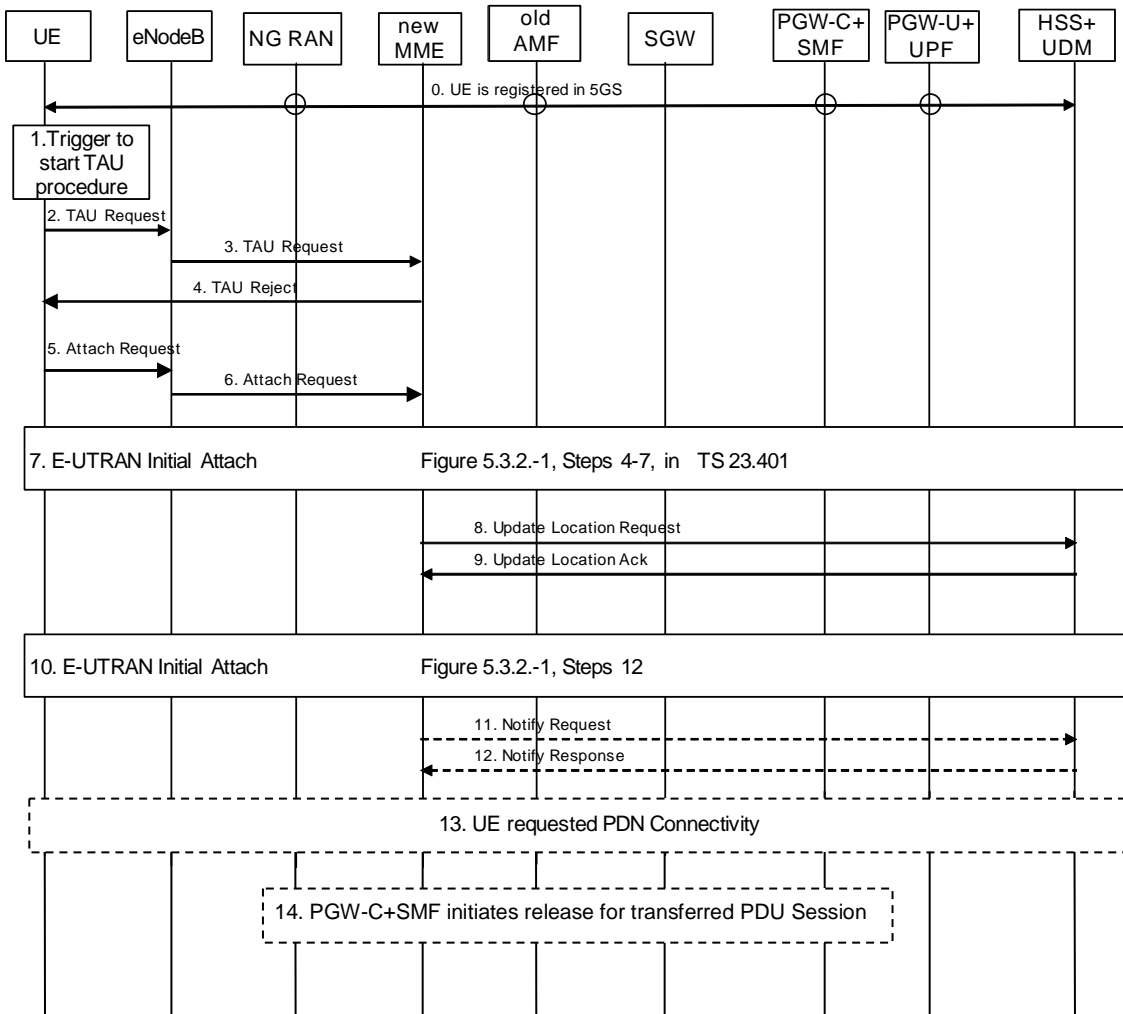 UE
eNodeB
NG RAN
new
MME
old
AMF
SGW
PGW-C+
SMF
PGW-U+
UPF
HSS+
UDM
0. UE is registered in 5GS
1.Trigger to
start TAU
procedure
2. TAU Request
3. TAU Request
4. TAU Reject
5. Attach Request
6. Attach Request
7. E-UTRAN Initial Attach Figure 5.3.2.-1, Steps 4-7, in TS 23.401
8. Update Location Request
9. Update Location Ack
10. E-UTRAN Initial Attach Figure 5.3.2.-1, Steps 12
11. Notify Request
12. Notify Response
13. UE requested PDN Connectivity
14. PGW-C+SMF initiates release for transferred PDU Session